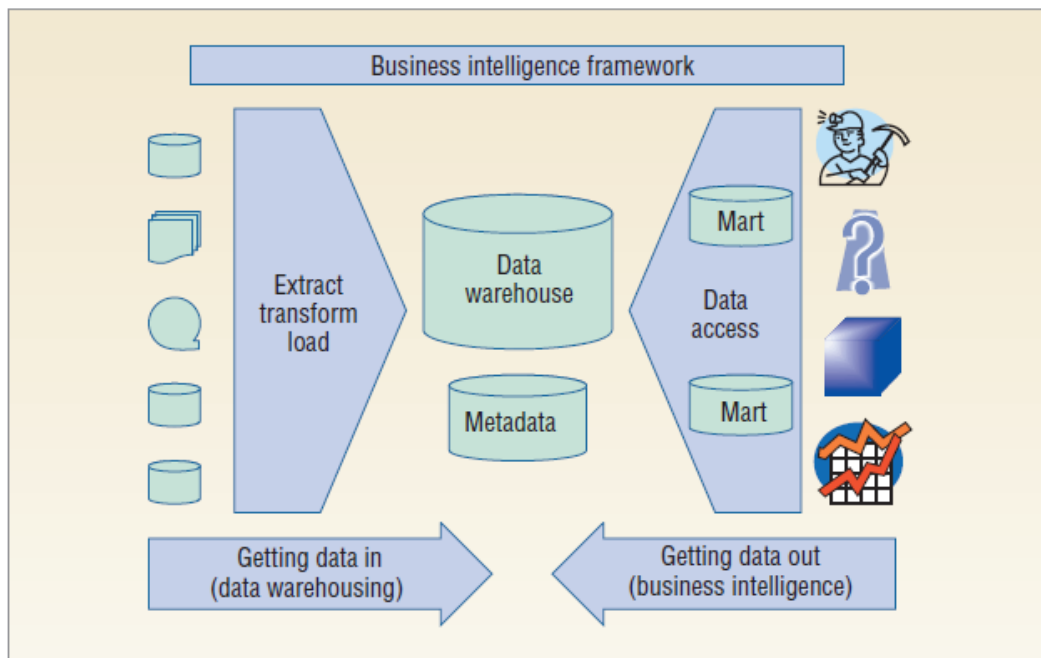 Business intelligence framework
Extract
transform
load
Data
warehouse
Metadata
Mart
Data
access
Mart
Getting data in
(data warehousing)
Getting data out
(business intelligence)